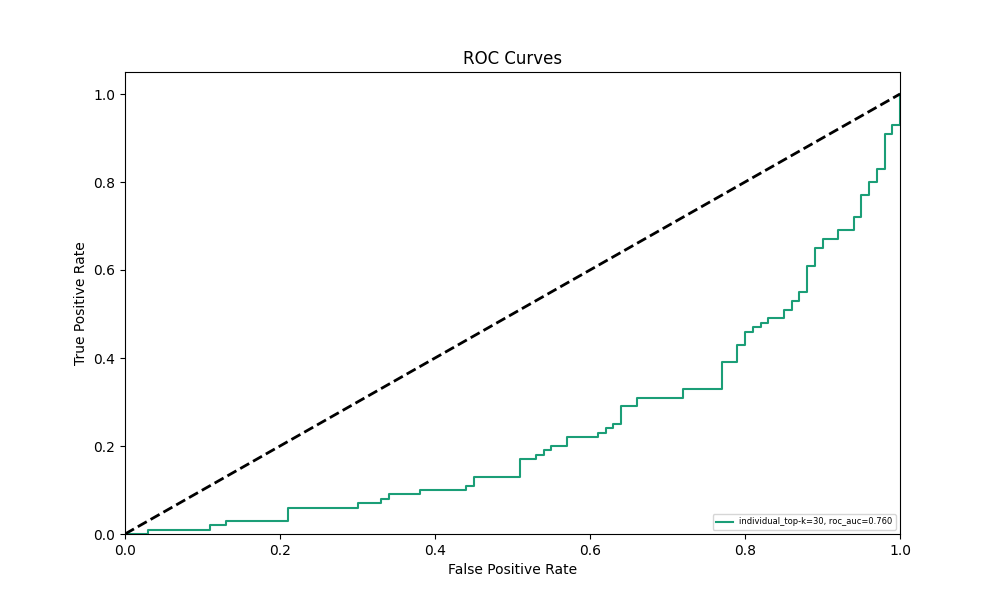 ROC Curves
True Positive Rate
1.0
0.8
0.6
0.4
0.2
0.0
individual_top-k=30, roc_auc=0.760
0.0 0.2 0.4 0.6 0.8 1.0
False Positive Rate